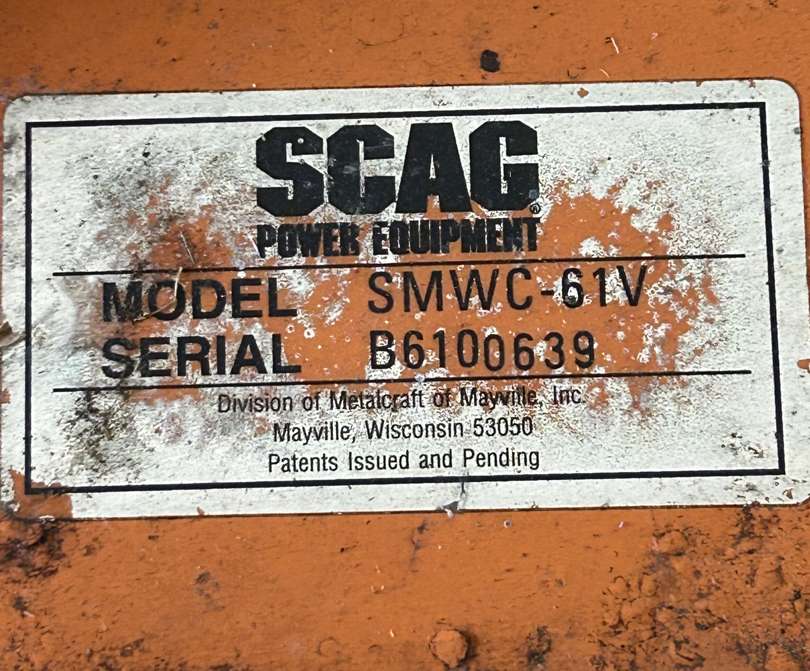 SCAG®
POWER EQUIPMENT
MODEL SMWC-61V
SERIAL B6100639
Division of Metalcraft of Mayville, Inc.
Mayville, Wisconsin 53050
Patents Issued and Pending